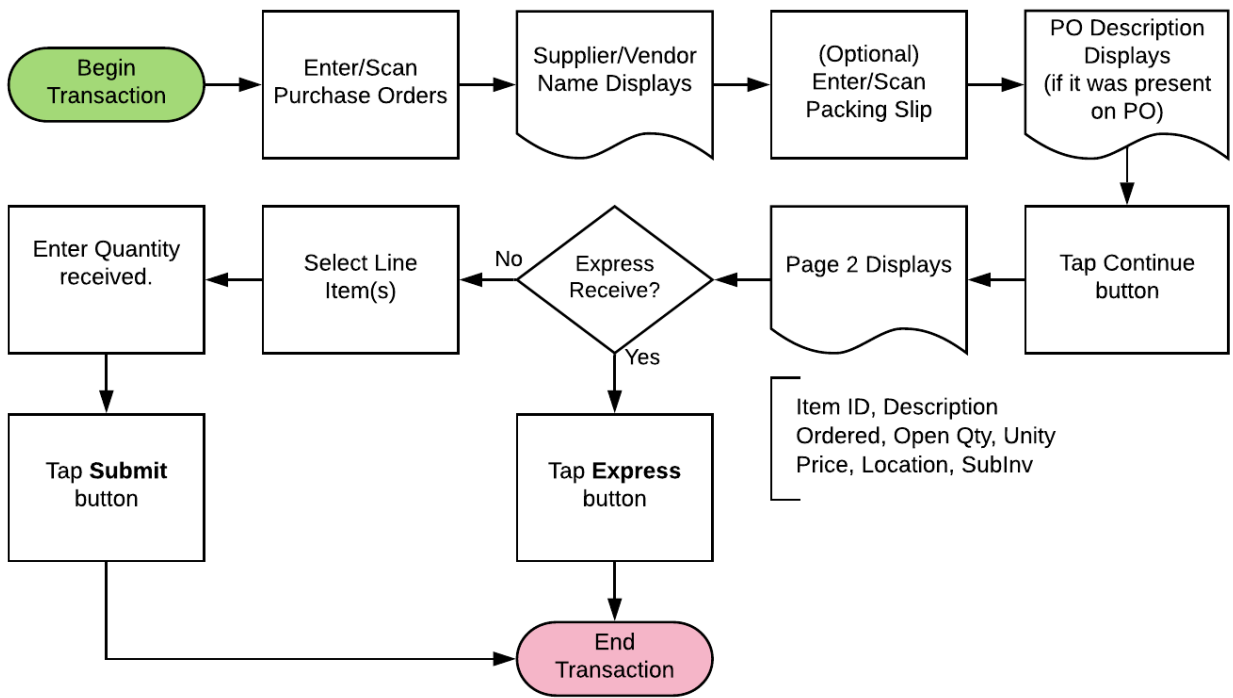 Begin
Transaction
Enter/Scan
Purchase Orders
Supplier/Vendor
Name Displays
(Optional)
Enter/Scan
Packing Slip
PO Description
Displays
(if it was present
on PO)
Tap Continue
button
Page 2 Displays
Item ID, Description
Ordered, Open Qty, Unity
Price, Location, SubInv
Express
Receive?
No
Yes
Select Line
Item(s)
Enter Quantity
received.
Tap Submit
button
Tap Express
button
End
Transaction